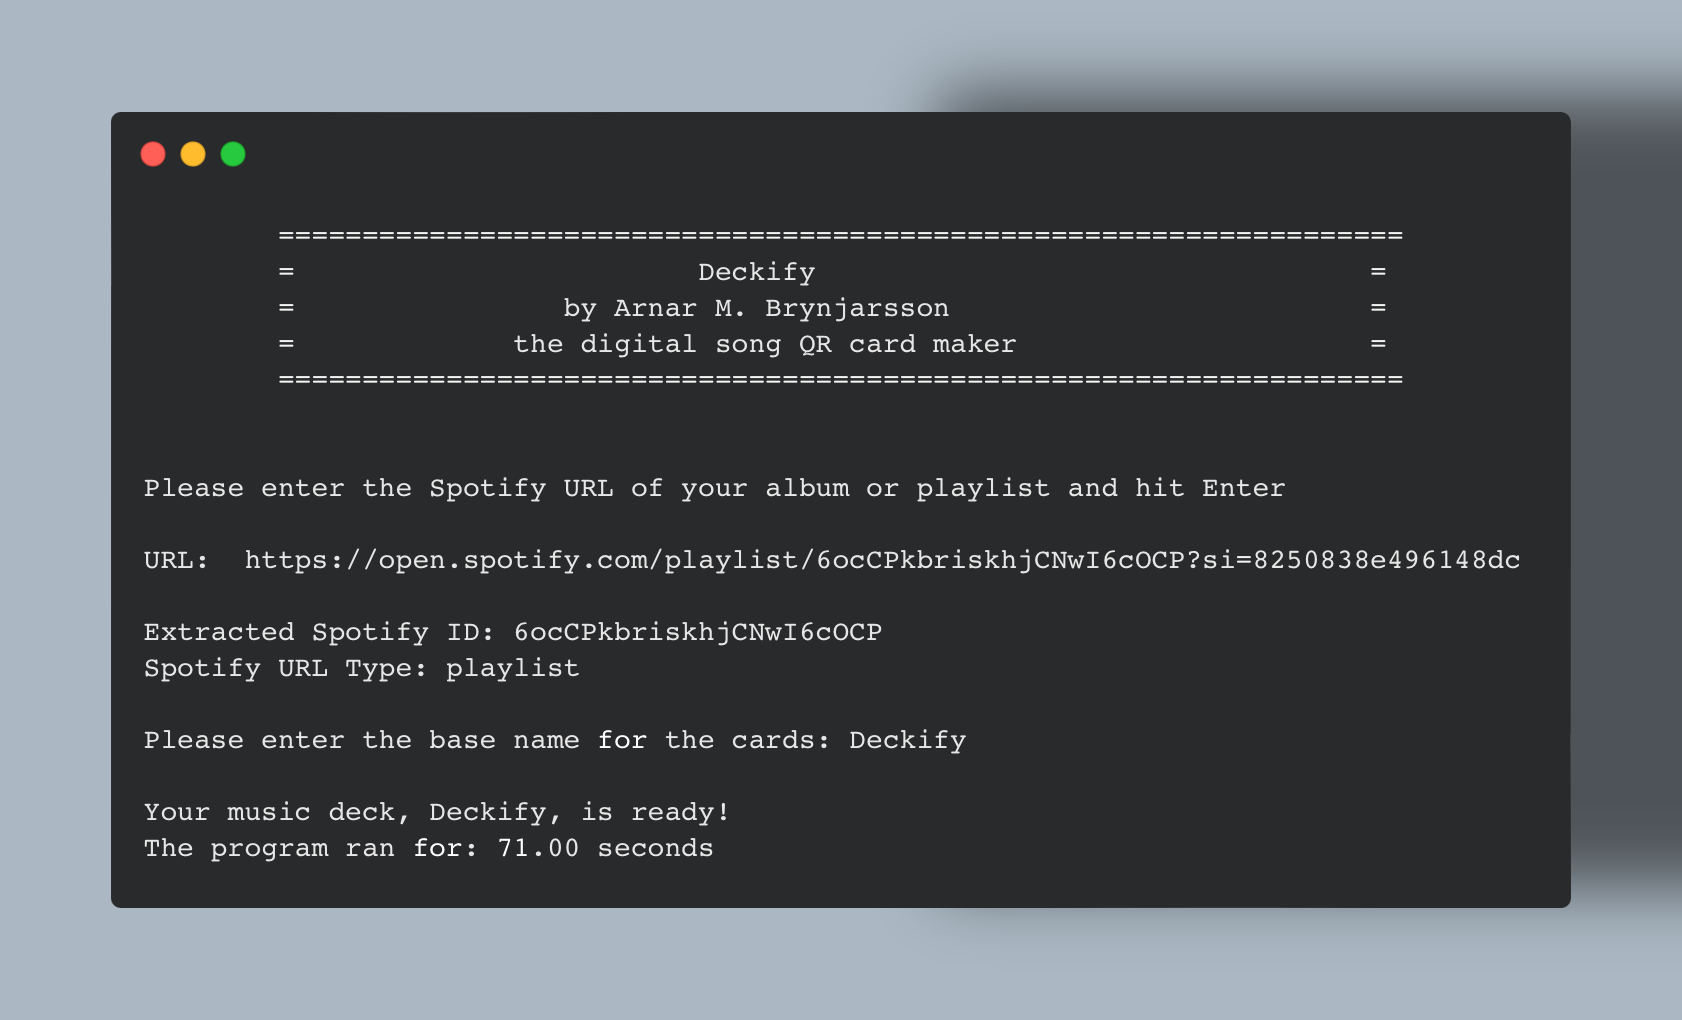 ===================================================================
= Deckify =
= by Arnar M. Brynjarsson =
= the digital song QR card maker =
===================================================================
Please enter the Spotify URL of your album or playlist and hit Enter
URL: https://open.spotify.com/playlist/6ocCPkbriskhjCNwI6cOCP?si=8250838e496148dc
Extracted Spotify ID: 6ocCPkbriskhjCNwI6cOCP
Spotify URL Type: playlist
Please enter the base name for the cards: Deckify
Your music deck, Deckify, is ready!
The program ran for: 71.00 seconds